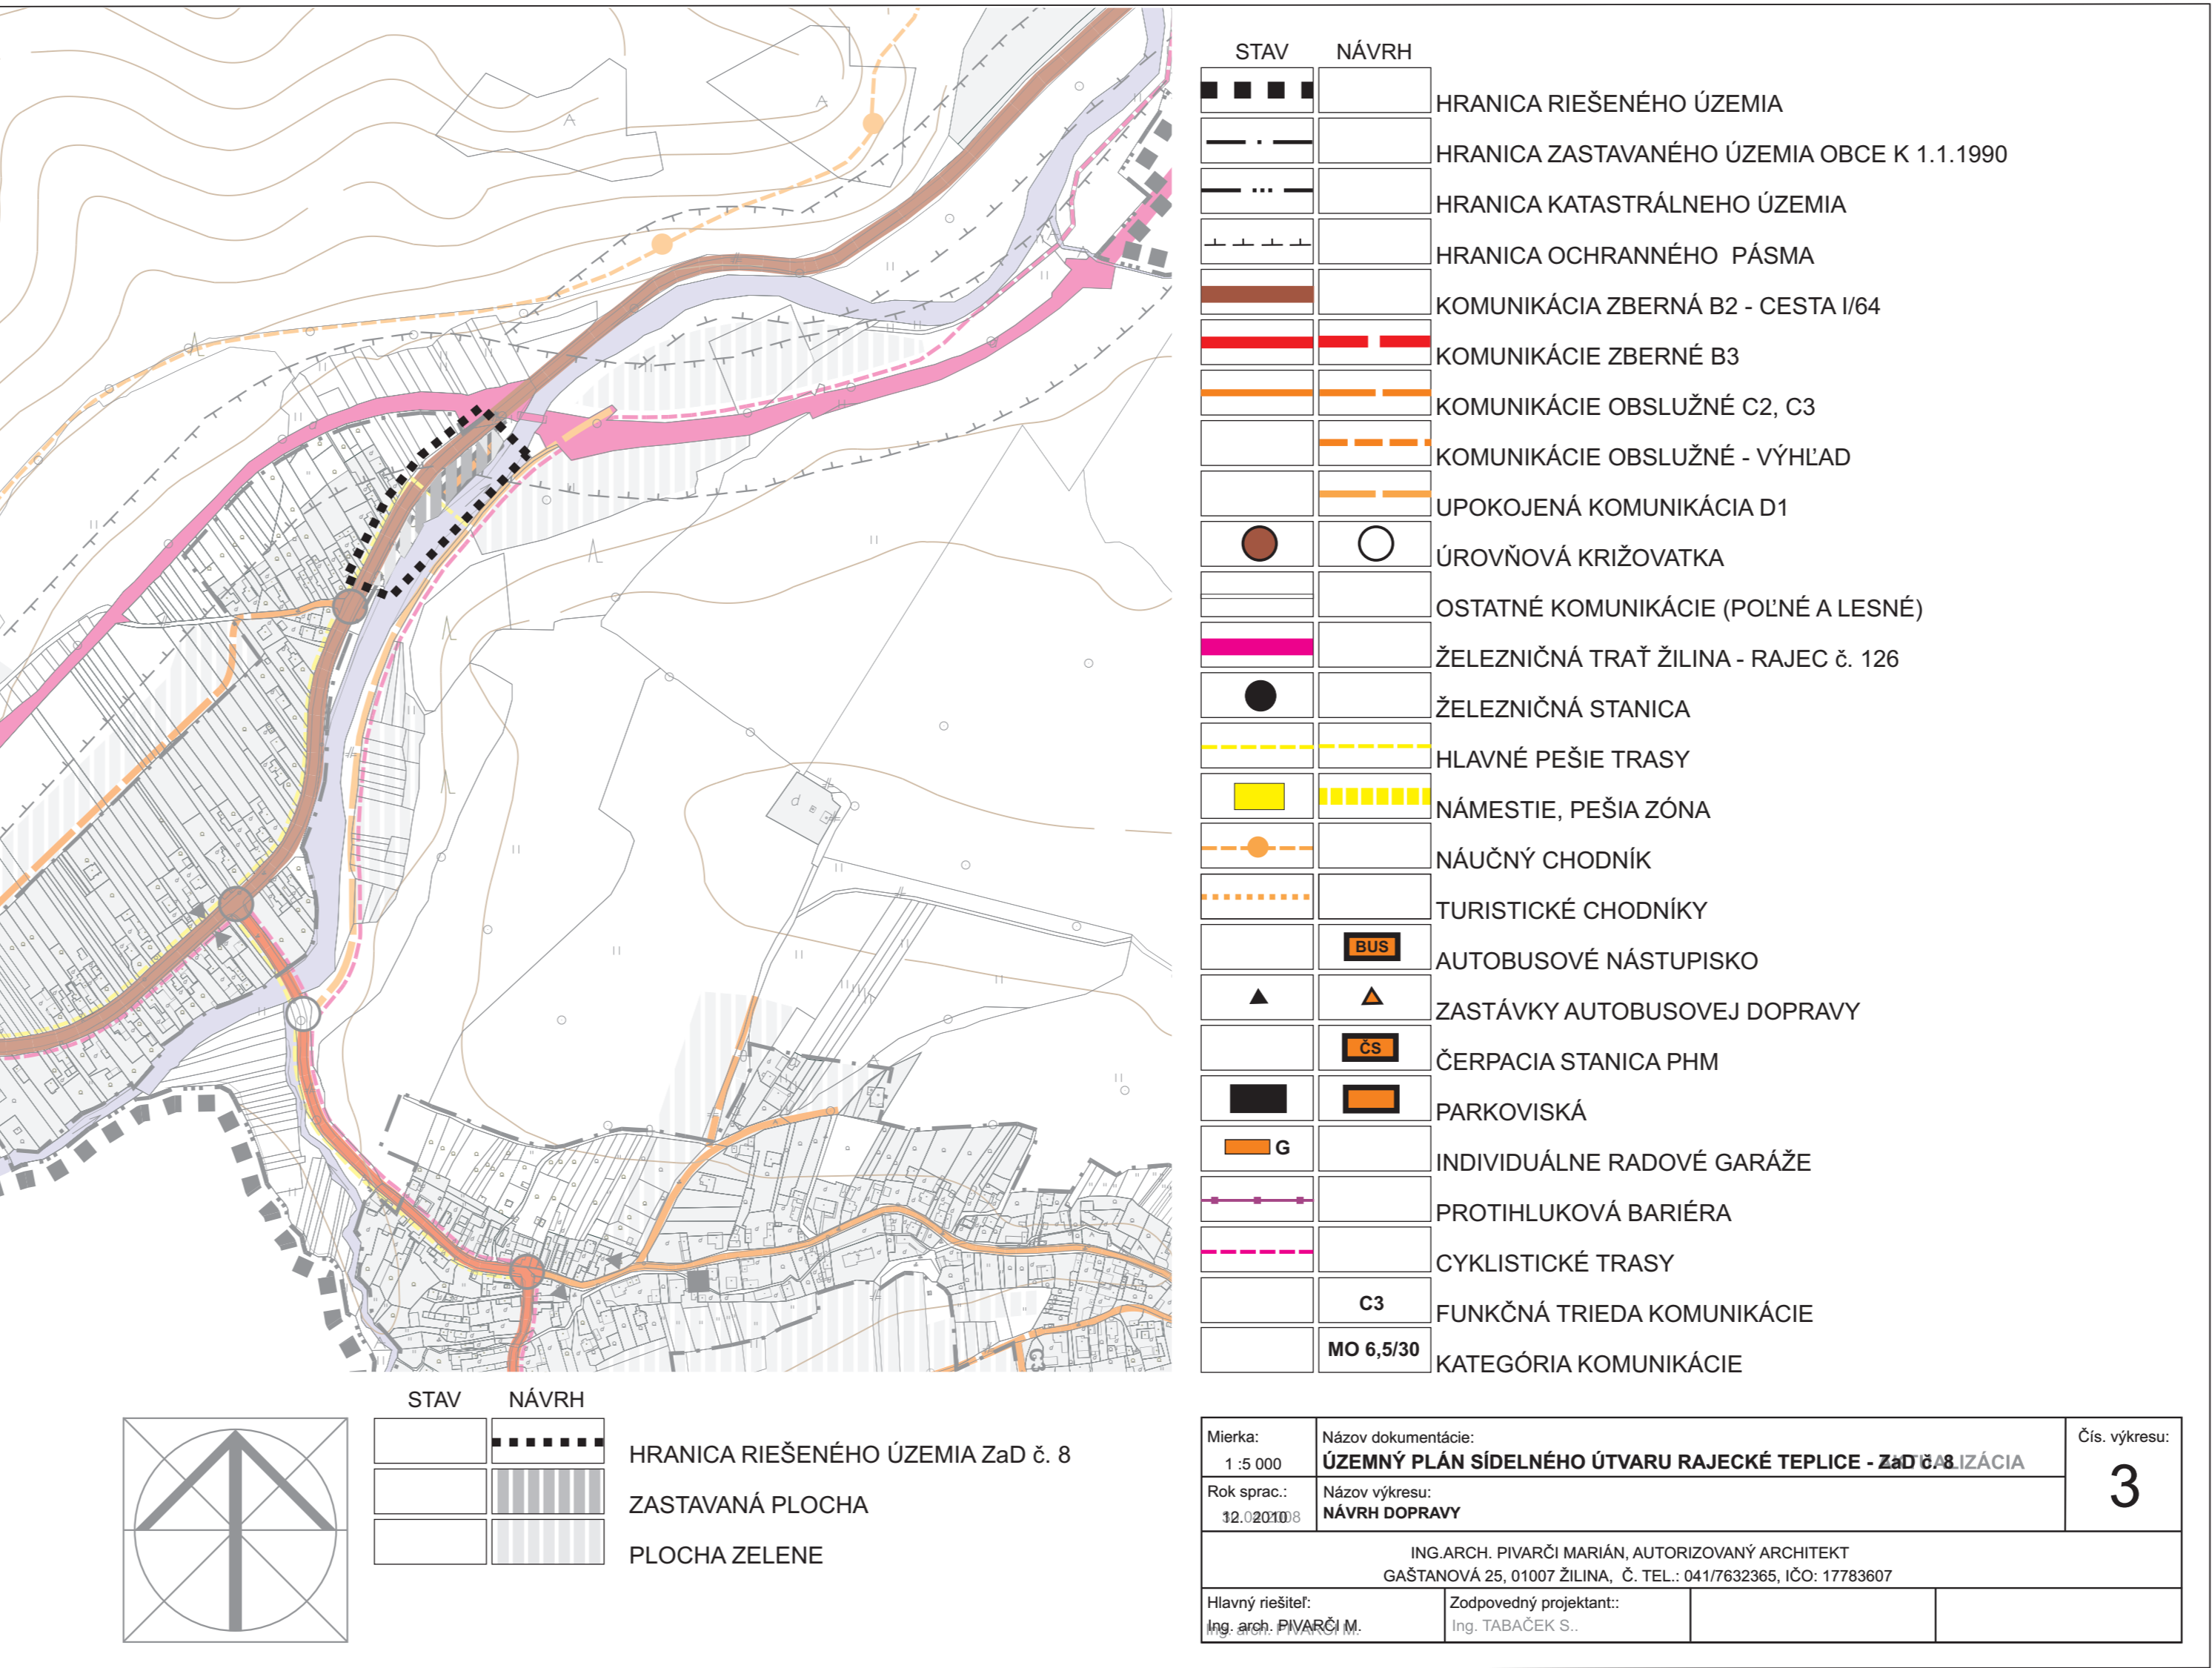 STAV NÁVRH
HRANICA RIEŠENÉHO ÚZEMIA
HRANICA ZASTAVANÉHO ÚZEMIA OBCE K 1.1.1990
HRANICA KATASTRÁLNEHO ÚZEMIA
HRANICA OCHRANNÉHO PÁSMA
KOMUNIKÁCIA ZBERNÁ B2 - CESTA I/64
KOMUNIKÁCIE ZBERNÉ B3
KOMUNIKÁCIE OBSLUŽNÉ C2, C3
KOMUNIKÁCIE OBSLUŽNÉ - VÝHĽAD
UPOKOJENÁ KOMUNIKÁCIA D1
ÚROVŇOVÁ KRIŽOVATKA
OSTATNÉ KOMUNIKÁCIE (POĽNÉ A LESNÉ)
ŽELEZNIČNÁ TRAŤ ŽILINA - RAJEC č. 126
ŽELEZNIČNÁ STANICA
HLAVNÉ PEŠIE TRASY
NÁMESTIE, PEŠIA ZÓNA
NÁUČNÝ CHODNÍK
TURISTICKÉ CHODNÍKY
BUS AUTOBUSOVÉ NÁSTUPISKO
ZASTÁVKY AUTOBUSOVEJ DOPRAVY
ČS ČERPACIA STANICA PHM
PARKOVISKÁ
G INDIVIDUÁLNE RADOVÉ GARÁŽE
PROTIHLUKOVÁ BARIÉRA
CYKLISTICKÉ TRASY
C3 FUNKČNÁ TRIEDA KOMUNIKÁCIE
MO 6,5/30 KATEGÓRIA KOMUNIKÁCIE
C3
STAV NÁVRH
HRANICA RIEŠENÉHO ÚZEMIA ZaD č. 8
ZASTAVANÁ PLOCHA
PLOCHA ZELENE
Mierka:
1 :5 000
Názov dokumentácie:
ÚZEMNÝ PLÁN SÍDELNÉHO ÚTVARU RAJECKÉ TEPLICE - ZaD č. 8
Čís. výkresu:
3
Rok sprac.:
12. 2010
Názov výkresu:
NÁVRH DOPRAVY
ING.ARCH. PIVARČI MARIÁN, AUTORIZOVANÝ ARCHITEKT
GAŠTANOVÁ 25, 01007 ŽILINA, Č. TEL.: 041/7632365, IČO: 17783607
Hlavný riešiteľ:
Ing. arch. PIVARČI M.
Zodpovedný projektant::
Ing. TABAČEK S..